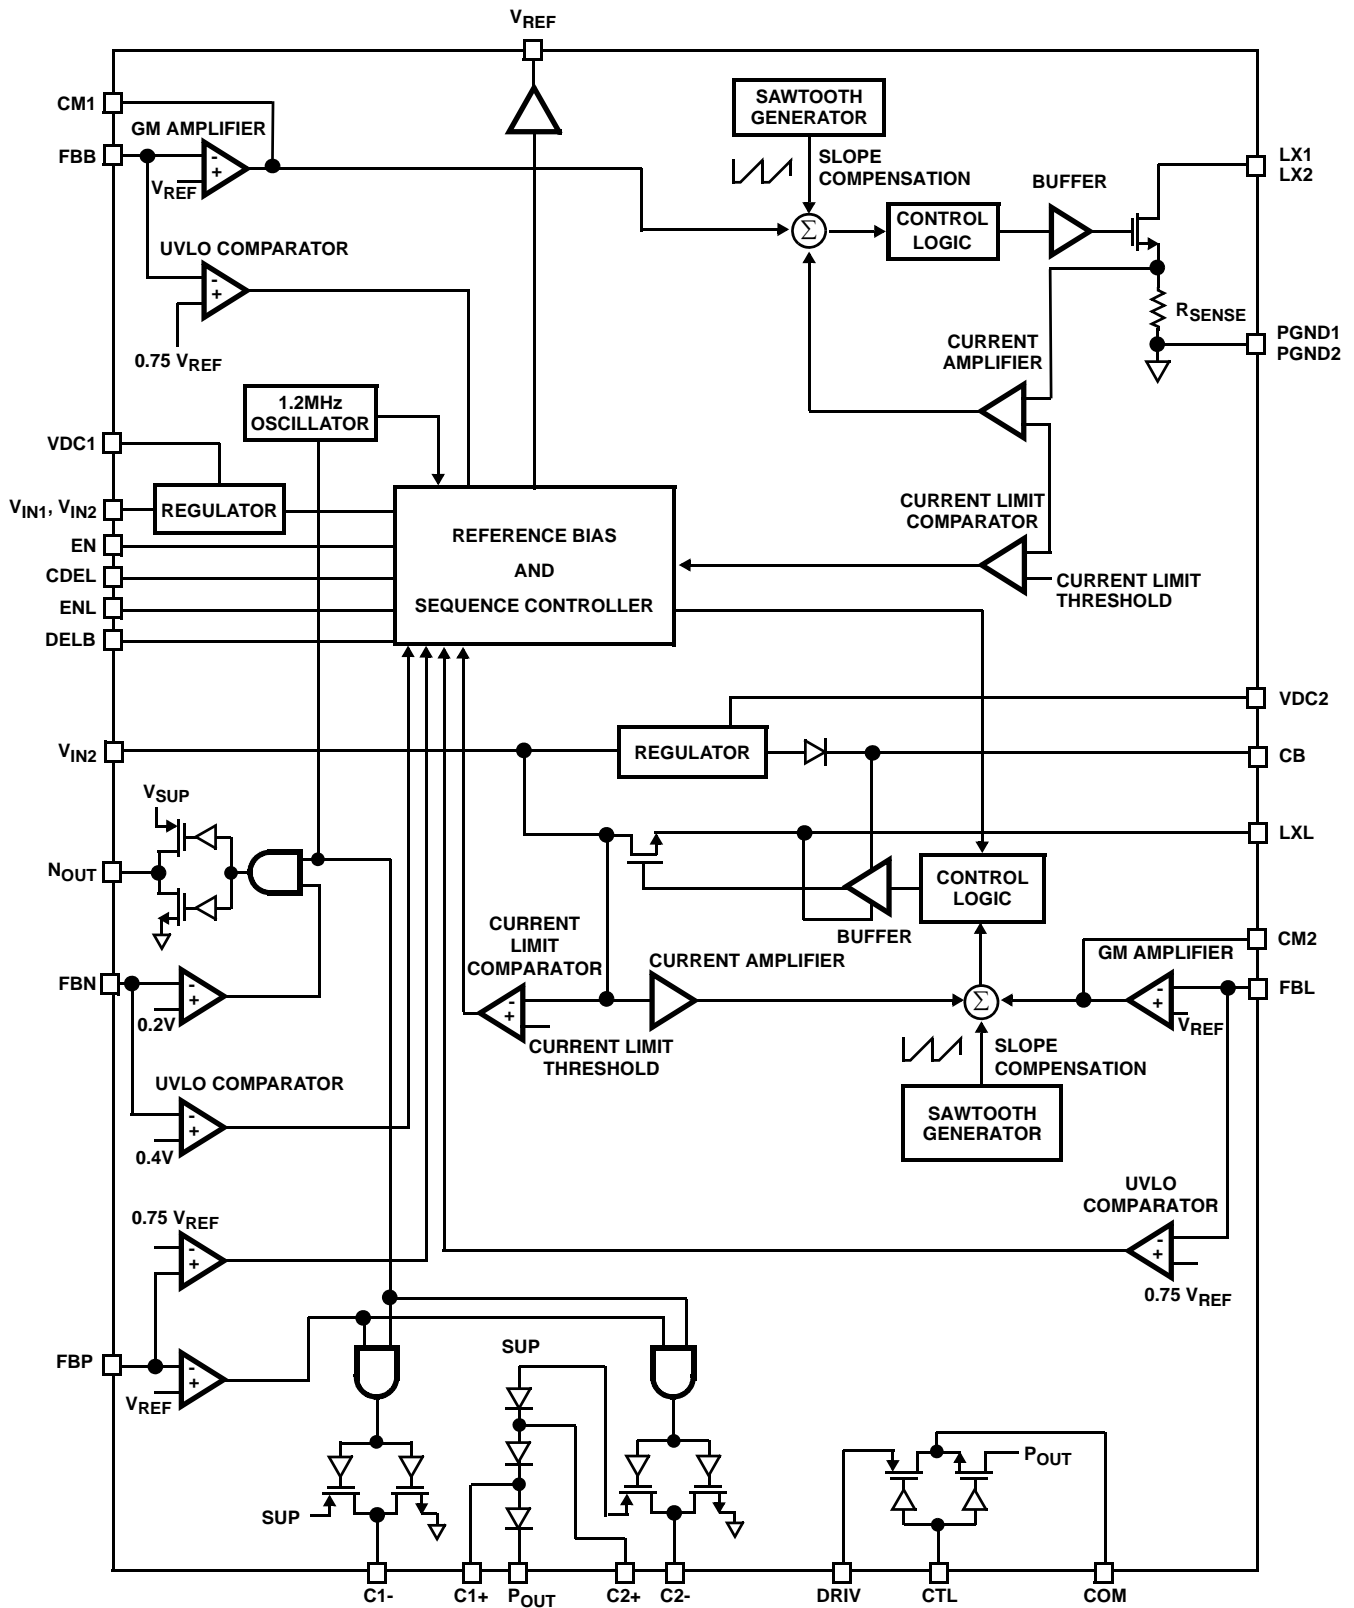 VREF
CM1
GM AMPLIFIER
FBB
-
+
VREF
SAWTOOTH
GENERATOR
SLOPE
COMPENSATION
Σ
CONTROL
LOGIC
BUFFER
LX1
LX2
UVLO COMPARATOR
-
+
0.75 VREF
RSENSE
PGND1
PGND2
CURRENT
AMPLIFIER
1.2MHz
OSCILLATOR
VDC1
VIN1, VIN2
REGULATOR
EN
CDEL
ENL
DELB
REFERENCE BIAS
AND
SEQUENCE CONTROLLER
CURRENT LIMIT
COMPARATOR
CURRENT LIMIT
THRESHOLD
VDC2
VIN2
REGULATOR
CB
VSUP
NOUT
LXL
CONTROL
LOGIC
BUFFER
CURRENT
LIMIT
COMPARATOR
-
+
CURRENT LIMIT
THRESHOLD
CURRENT AMPLIFIER
Σ
CM2
GM AMPLIFIER
-
+
FBL
VREF
FBN
-
+
0.2V
SLOPE
COMPENSATION
SAWTOOTH
GENERATOR
UVLO COMPARATOR
-
+
0.4V
UVLO
COMPARATOR
-
+
0.75 VREF
0.75 VREF
-
+
FBP
-
+
VREF
SUP
SUP
POUT
C1-
C1+
POUT
C2+
C2-
DRIV
CTL
COM